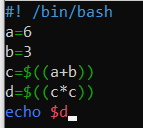 #! /bin/bash
a=6
b=3
c=$((a+b))
d=$((c*c))
echo $d